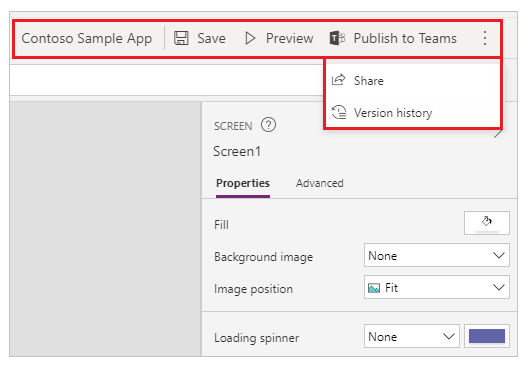 Contoso Sample App Save Preview Publish to Teams
Share
Version history
SCREEN ?
Screen1
Properties Advanced
Fill
Background image None
Image position Fit
Loading spinner None